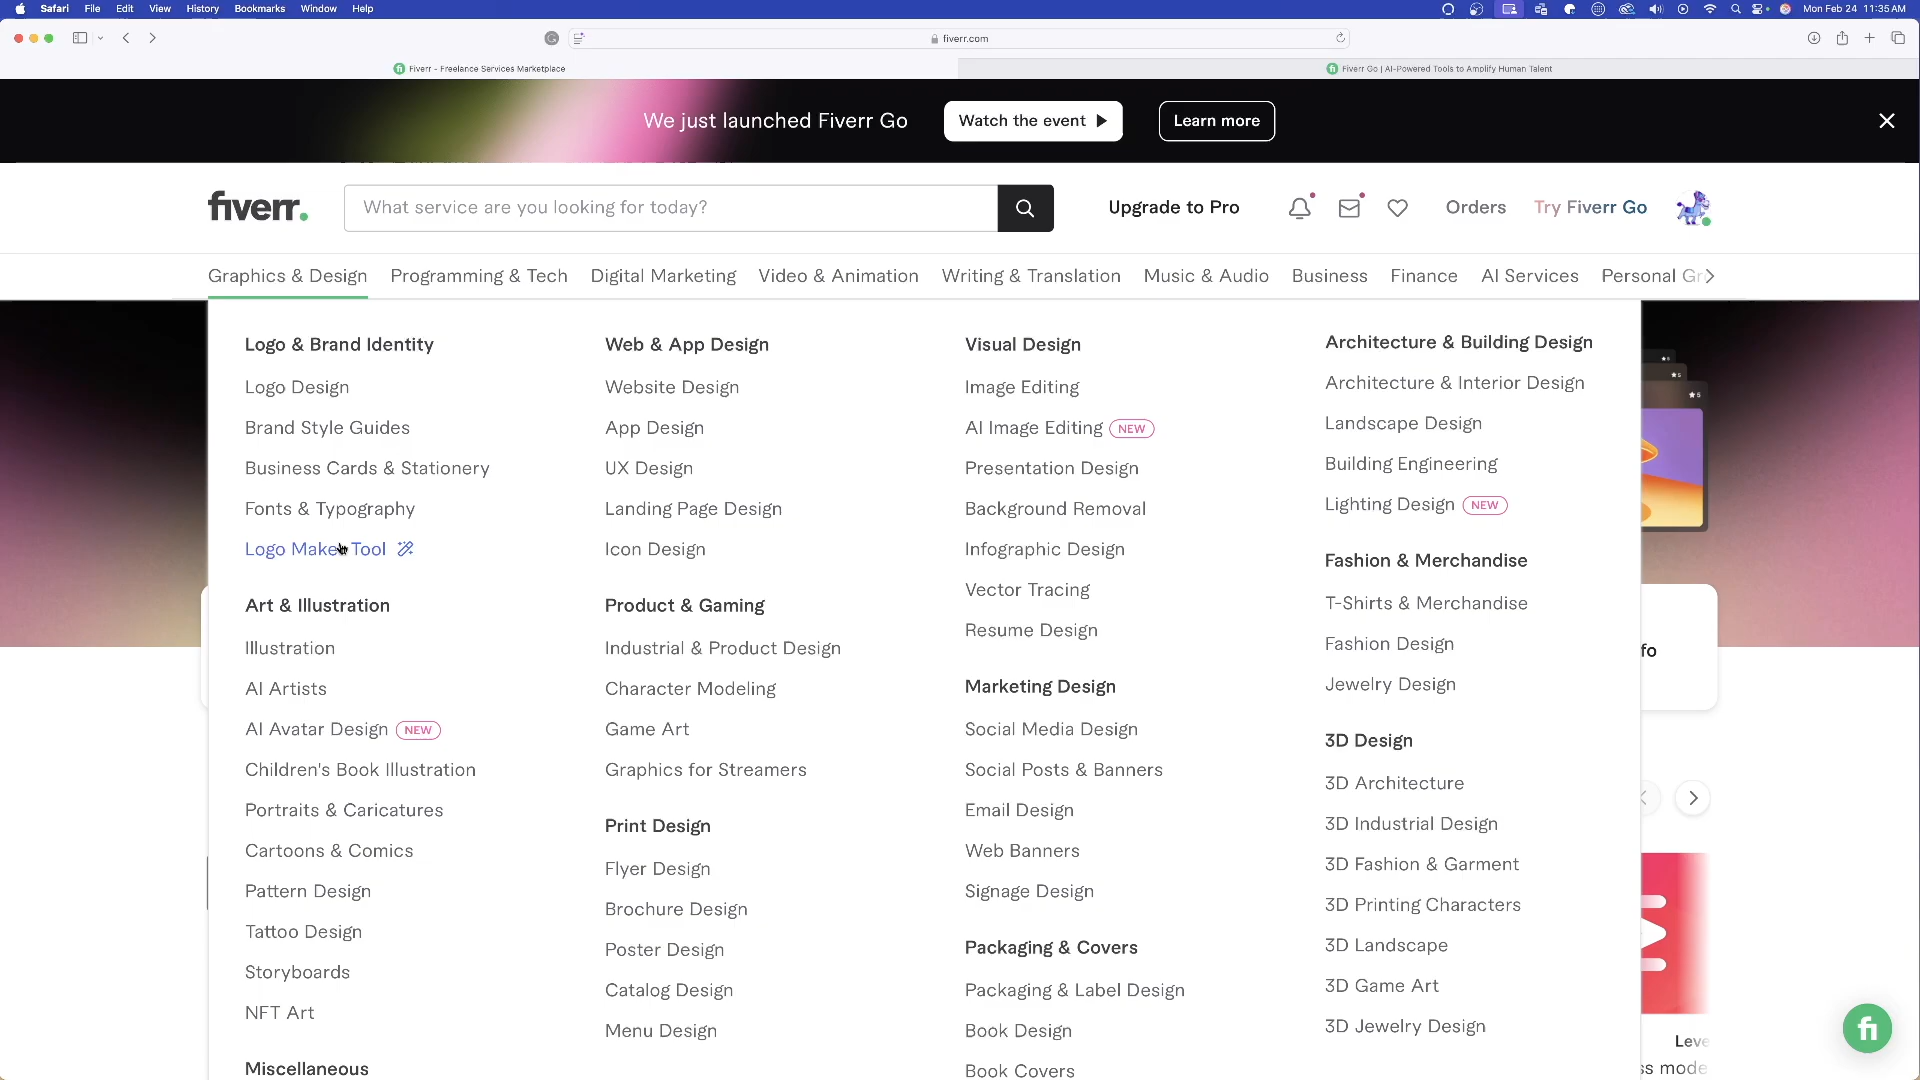 Safari File Edit View History Bookmarks Window Help
Mon Feb 24 11:35 AM
fiverr.com
Fiverr - Freelance Services Marketplace
Fiverr Go | AI-Powered Tools to Amplify Human Talent
We just launched Fiverr Go
Watch the event
Learn more
fiverr.
What service are you looking for today?
Upgrade to Pro
Orders
Try Fiverr Go
Graphics & Design
Programming & Tech
Digital Marketing
Video & Animation
Writing & Translation
Music & Audio
Business
Finance
AI Services
Personal Gr
Logo & Brand Identity
Logo Design
Brand Style Guides
Business Cards & Stationery
Fonts & Typography
Logo Maker Tool
Art & Illustration
Illustration
AI Artists
AI Avatar Design NEW
Children's Book Illustration
Portraits & Caricatures
Cartoons & Comics
Pattern Design
Tattoo Design
Storyboards
NFT Art
Miscellaneous
Web & App Design
Website Design
App Design
UX Design
Landing Page Design
Icon Design
Product & Gaming
Industrial & Product Design
Character Modeling
Game Art
Graphics for Streamers
Print Design
Flyer Design
Brochure Design
Poster Design
Catalog Design
Menu Design
Visual Design
Image Editing
AI Image Editing NEW
Presentation Design
Background Removal
Infographic Design
Vector Tracing
Resume Design
Marketing Design
Social Media Design
Social Posts & Banners
Email Design
Web Banners
Signage Design
Packaging & Covers
Packaging & Label Design
Book Design
Book Covers
Architecture & Building Design
Architecture & Interior Design
Landscape Design
Building Engineering
Lighting Design NEW
Fashion & Merchandise
T-Shirts & Merchandise
Fashion Design
Jewelry Design
3D Design
3D Architecture
3D Industrial Design
3D Fashion & Garment
3D Printing Characters
3D Landscape
3D Game Art
3D Jewelry Design
★5
★5
★5
fo
Leve
ss mode
fi